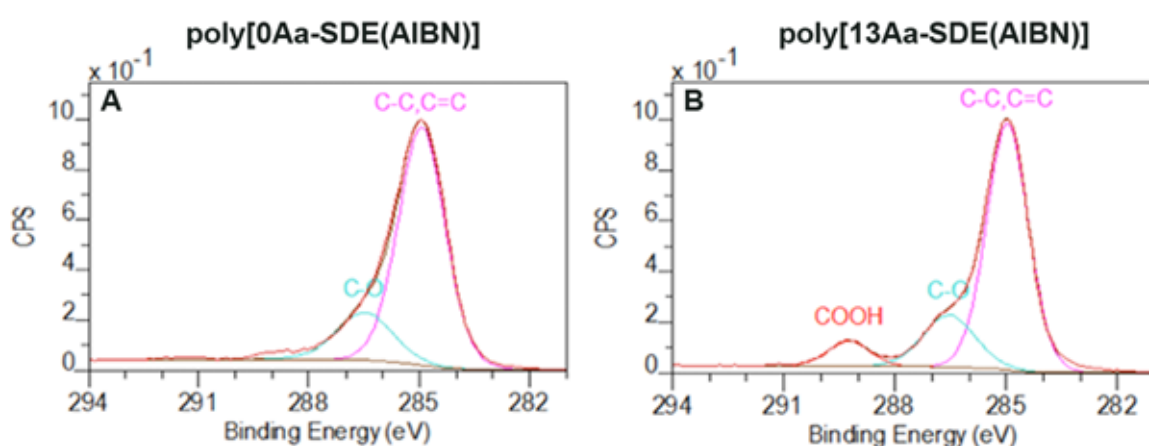 poly[0Aa-SDE(AIBN)]
x 10⁻¹
A
C-C,C=C
C-O
10
8
6
4
2
0
CPS
294 291 288 285 282
Binding Energy (eV)
poly[13Aa-SDE(AIBN)]
x 10⁻¹
B
C-C,C=C
C-O
COOH
10
8
6
4
2
0
CPS
294 291 288 285 282
Binding Energy (eV)